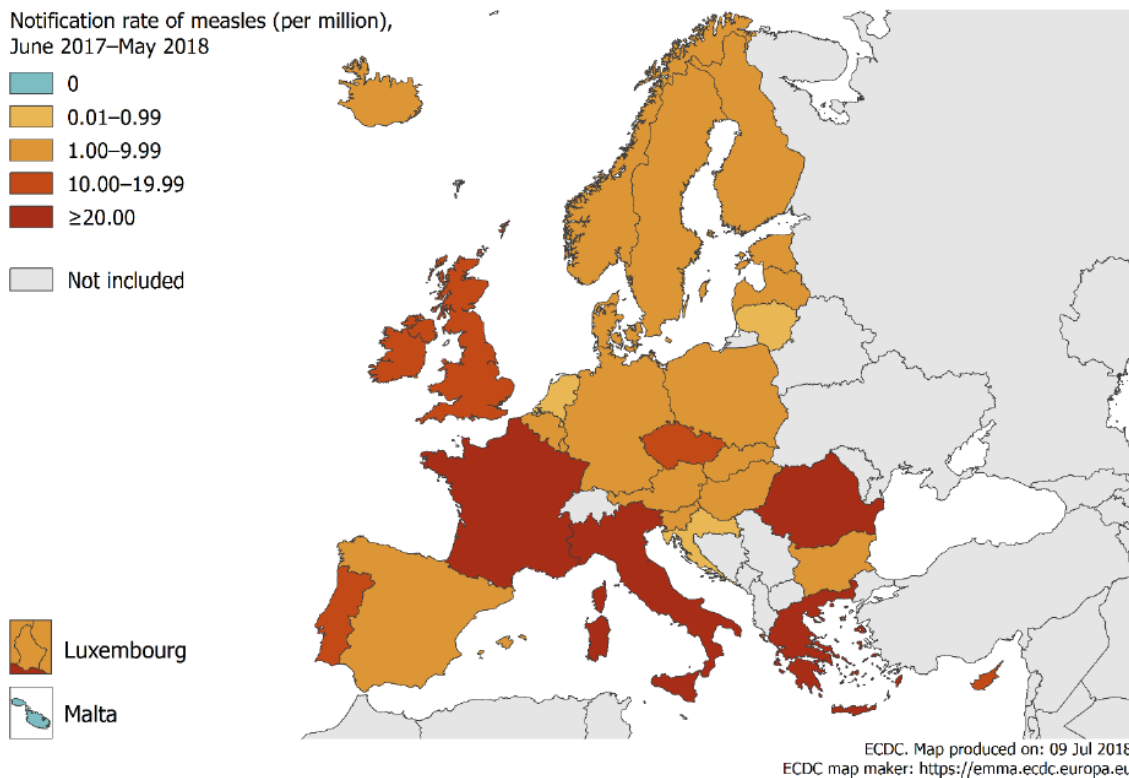 Notification rate of measles (per million),
June 2017–May 2018
0
0.01–0.99
1.00–9.99
10.00–19.99
≥20.00
Not included
Luxembourg
Malta
ECDC. Map produced on: 09 Jul 2018
ECDC map maker: https://emma.ecdc.europa.eu